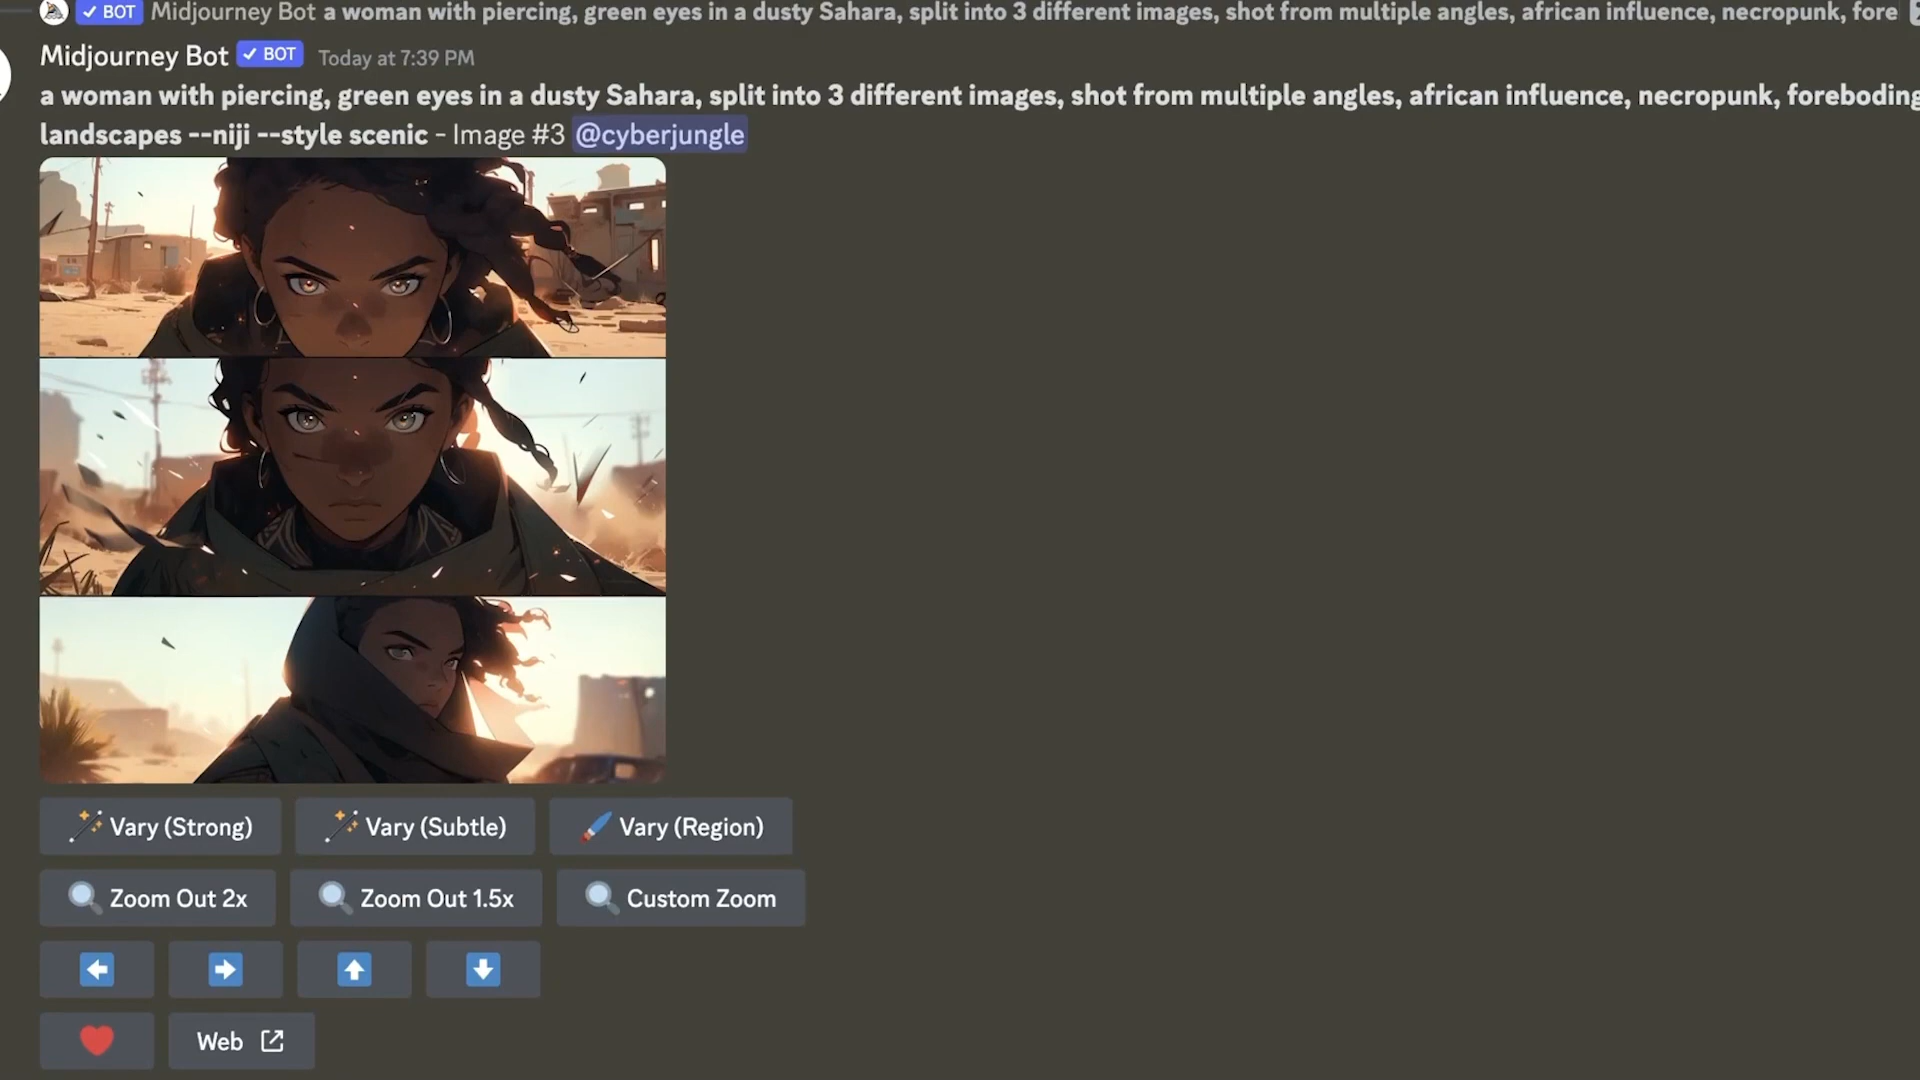 BOT Midjourney Bot a woman with piercing, green eyes in a dusty Sahara, split into 3 different images, shot from multiple angles, african influence, necropunk, fore
Midjourney Bot BOT Today at 7:39 PM
a woman with piercing, green eyes in a dusty Sahara, split into 3 different images, shot from multiple angles, african influence, necropunk, foreboding
landscapes --niji --style scenic - Image #3 @cyberjungle
Vary (Strong) Vary (Subtle) Vary (Region)
Zoom Out 2x Zoom Out 1.5x Custom Zoom
Web